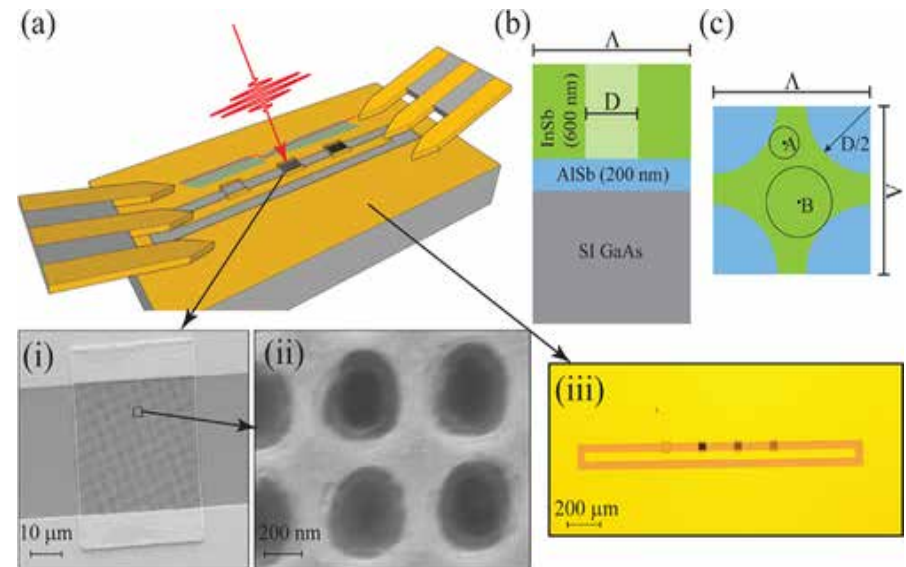 (a)
(b)
Λ
InSb
(600 nm)
D
AlSb (200 nm)
SI GaAs
(c)
Λ
A
D/2
B
Λ
(i)
10 μm
(ii)
200 nm
(iii)
200 μm